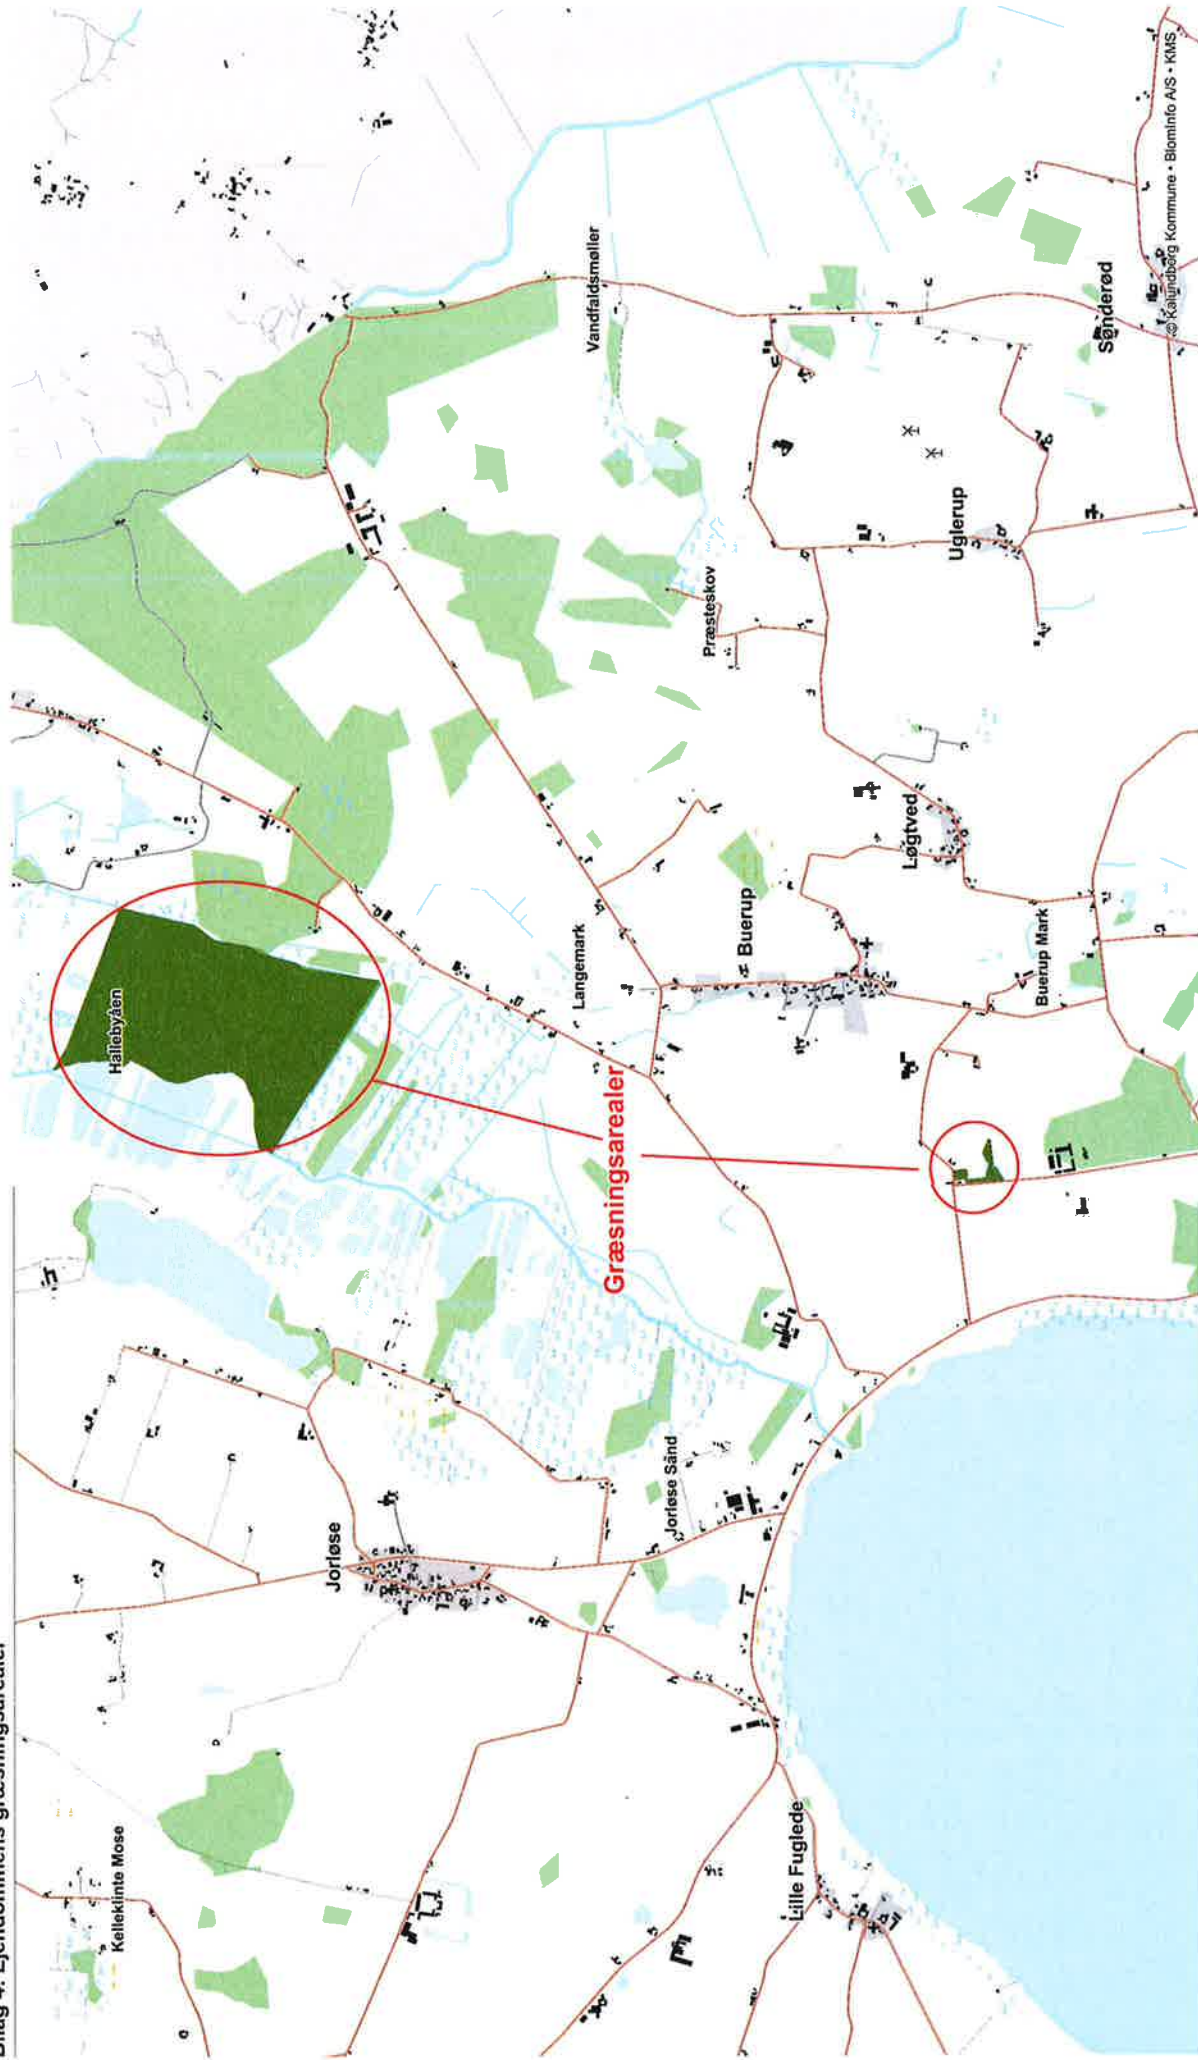 Bilag 4: Ejendommens græsningsarealer
Kelleklinte Mose
Hallebyåen
Jorløse
Græsningsarealer
Langemark
Vandfaldsmøller
Jorløse Sånd
Præsteskov
Buerup
Lille Fuglede
Løgtved
Uglerup
Buerup Mark
Sønderød
© Kalundborg Kommune • BlomInfo A/S • KMS